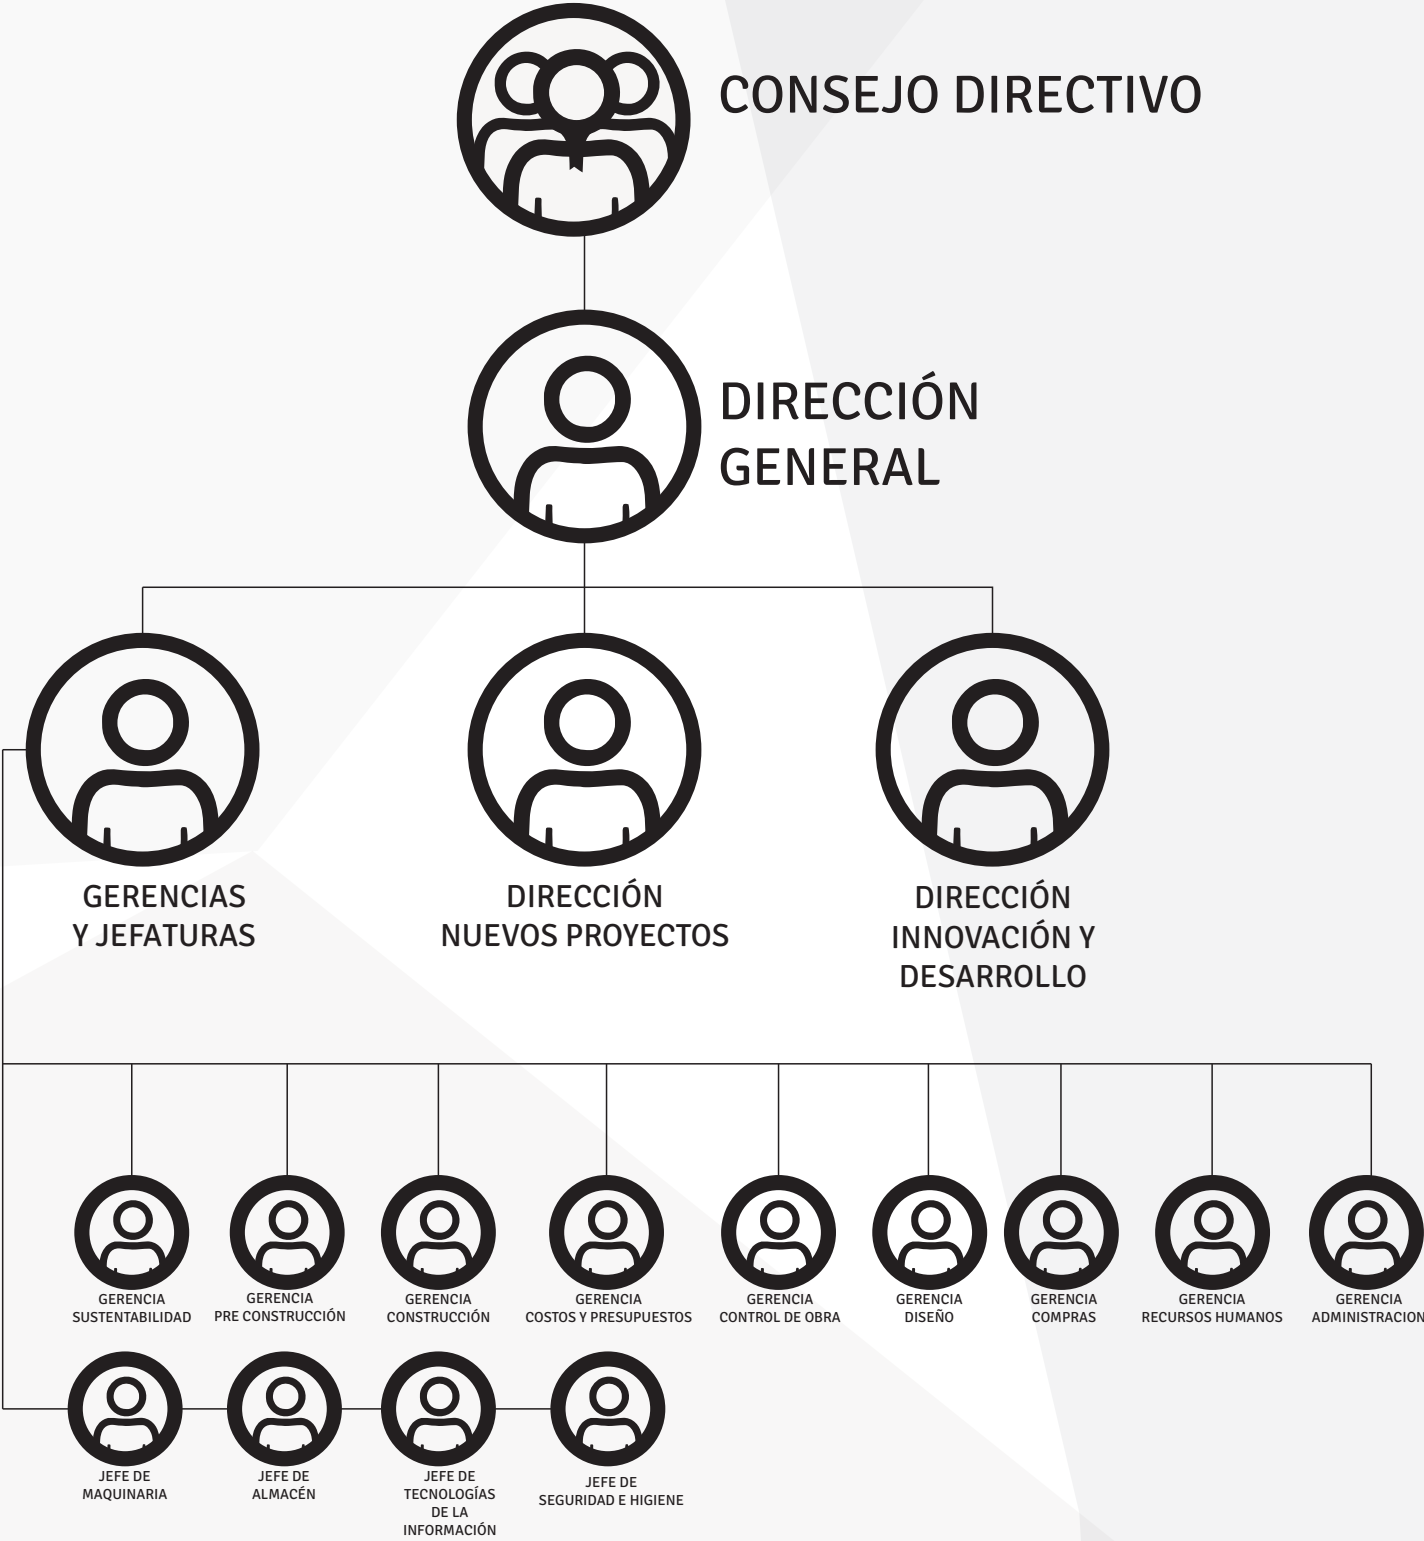 CONSEJO DIRECTIVO
DIRECCIÓN
GENERAL
GERENCIAS
Y JEFATURAS
DIRECCIÓN
NUEVOS PROYECTOS
DIRECCIÓN
INNOVACIÓN Y
DESARROLLO
GERENCIA
SUSTENTABILIDAD
GERENCIA
PRE CONSTRUCCIÓN
GERENCIA
CONSTRUCCIÓN
GERENCIA
COSTOS Y PRESUPUESTOS
GERENCIA
CONTROL DE OBRA
GERENCIA
DISEÑO
GERENCIA
COMPRAS
GERENCIA
RECURSOS HUMANOS
GERENCIA
ADMINISTRACION
JEFE DE
MAQUINARIA
JEFE DE
ALMACÉN
JEFE DE
TECNOLOGÍAS
DE LA
INFORMACIÓN
JEFE DE
SEGURIDAD E HIGIENE